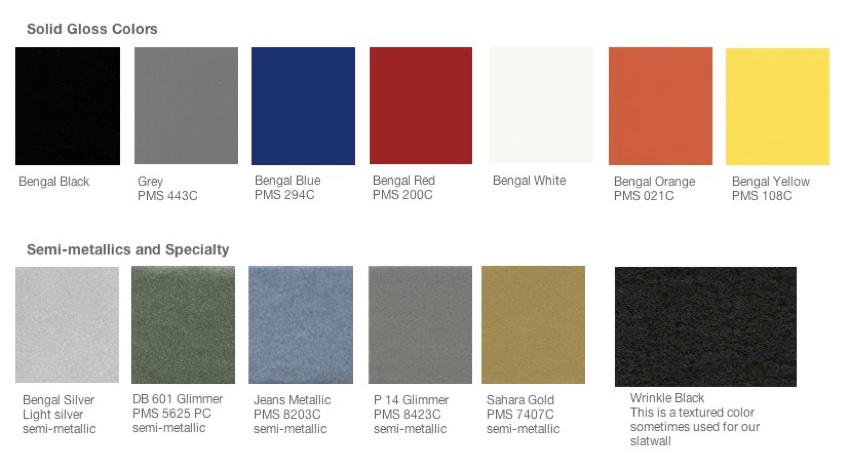 Solid Gloss Colors
Bengal Black
Grey
PMS 443C
Bengal Blue
PMS 294C
Bengal Red
PMS 200C
Bengal White
Bengal Orange
PMS 021C
Bengal Yellow
PMS 108C
Semi-metallics and Specialty
Bengal Silver
Light silver
semi-metallic
DB 601 Glimmer
PMS 5625 PC
semi-metallic
Jeans Metallic
PMS 8203C
semi-metallic
P 14 Glimmer
PMS 8423C
semi-metallic
Sahara Gold
PMS 7407C
semi-metallic
Wrinkle Black
This is a textured color
sometimes used for our
slatwall